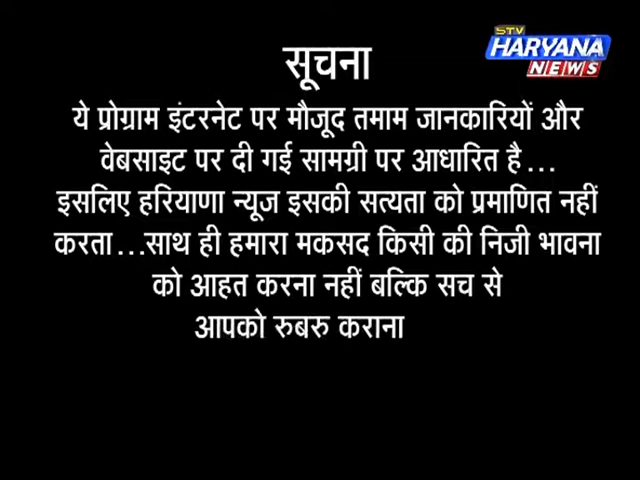 STV
HARYANA
NEWS
सूचना
ये प्रोग्राम इंटरनेट पर मौजूद तमाम जानकारियों और
वेबसाइट पर दी गई सामग्री पर आधारित है...
इसलिए हरियाणा न्यूज इसकी सत्यता को प्रमाणित नहीं
करता...साथ ही हमारा मकसद किसी की निजी भावना
को आहत करना नहीं बल्कि सच से
आपको रुबरु कराना